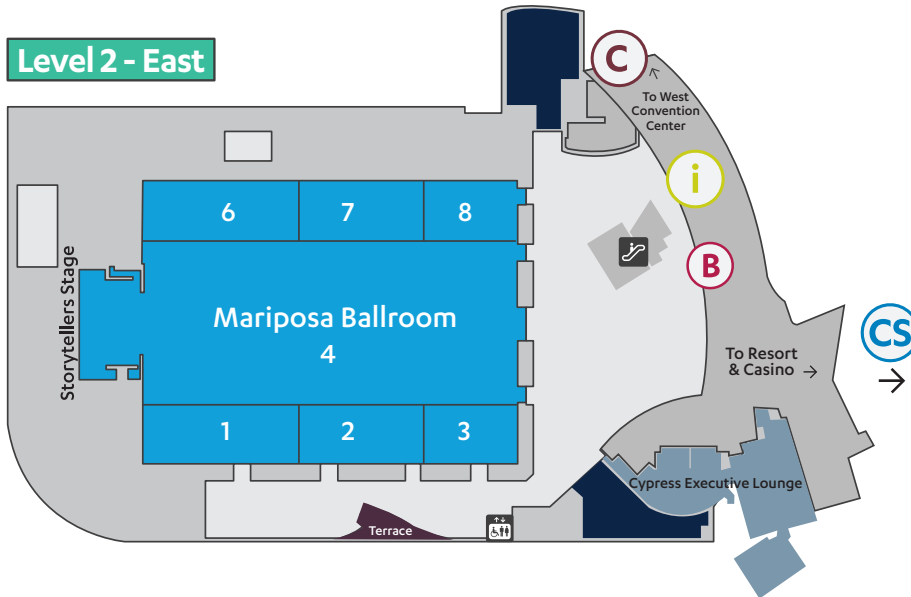 Level 2 - East
C
To West
Convention
Center
i
6
7
8
B
Storytellers Stage
Mariposa Ballroom
4
CS
To Resort
& Casino →
→
1
2
3
Cypress Executive Lounge
Terrace